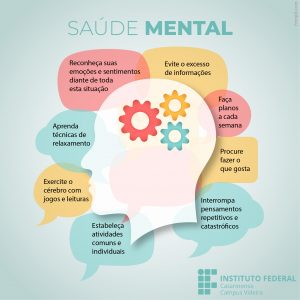 SAÚDE MENTAL
Reconheça suas
emoções e sentimentos
diante de toda
esta situação
Evite o excesso
de informações
Faça
planos
a cada
semana
Aprenda
técnicas de
relaxamento
Procure
fazer o
que gosta
Exercite o
cérebro com
jogos e leituras
Interrompa
pensamentos
repetitivos e
catastróficos
Estabeleça
atividades
comuns e
individuais
INSTITUTO FEDERAL
Catarinense
Campus Videira